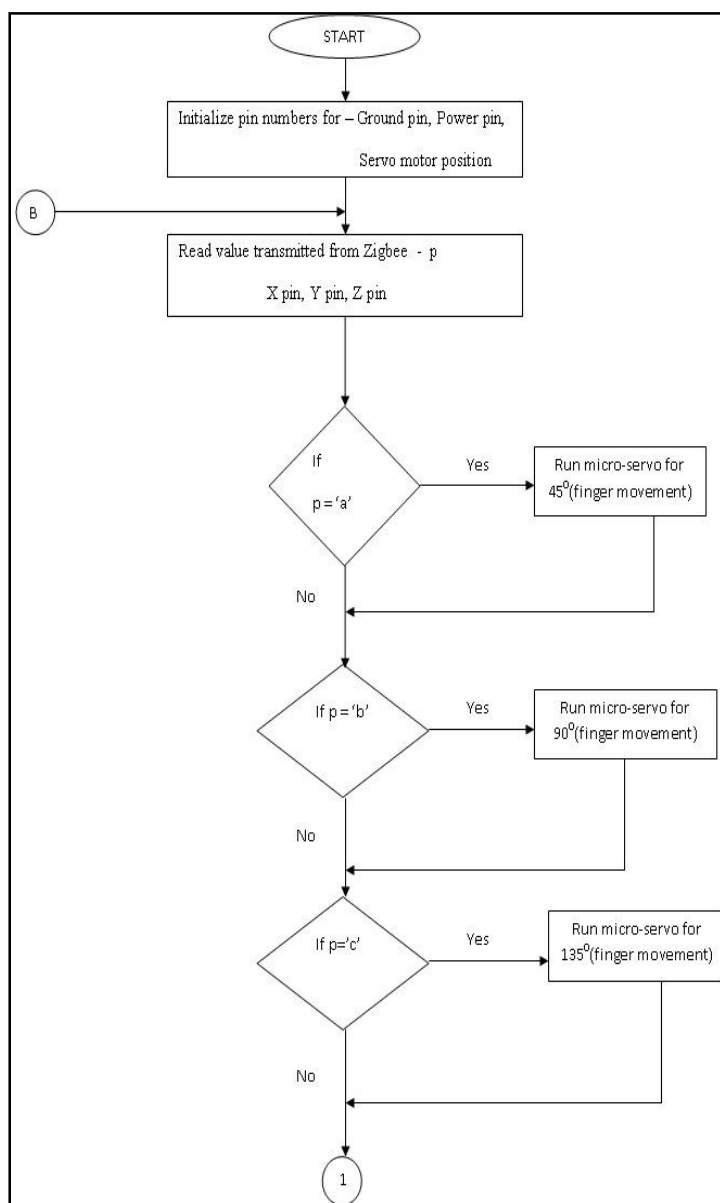 START
Initialize pin numbers for – Ground pin, Power pin,
Servo motor position
B
Read value transmitted from Zigbee - p
X pin, Y pin, Z pin
If
p = ‘a’
Yes
Run micro-servo for
45⁰(finger movement)
No
If p = ‘b’
Yes
Run micro-servo for
90⁰(finger movement)
No
If p=‘c’
Yes
Run micro-servo for
135⁰(finger movement)
No
1